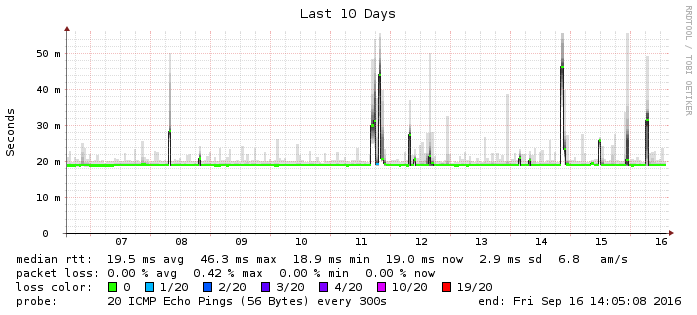 Last 10 Days
RRDTOOL / TOBI OETIKER
Seconds
50 m
40 m
30 m
20 m
10 m
0
07 08 09 10 11 12 13 14 15 16
median rtt: 19.5 ms avg 46.3 ms max 18.9 ms min 19.0 ms now 2.9 ms sd 6.8 am/s
packet loss: 0.00 % avg 0.42 % max 0.00 % min 0.00 % now
loss color: 0 1/20 2/20 3/20 4/20 10/20 19/20
probe: 20 ICMP Echo Pings (56 Bytes) every 300s end: Fri Sep 16 14:05:08 2016